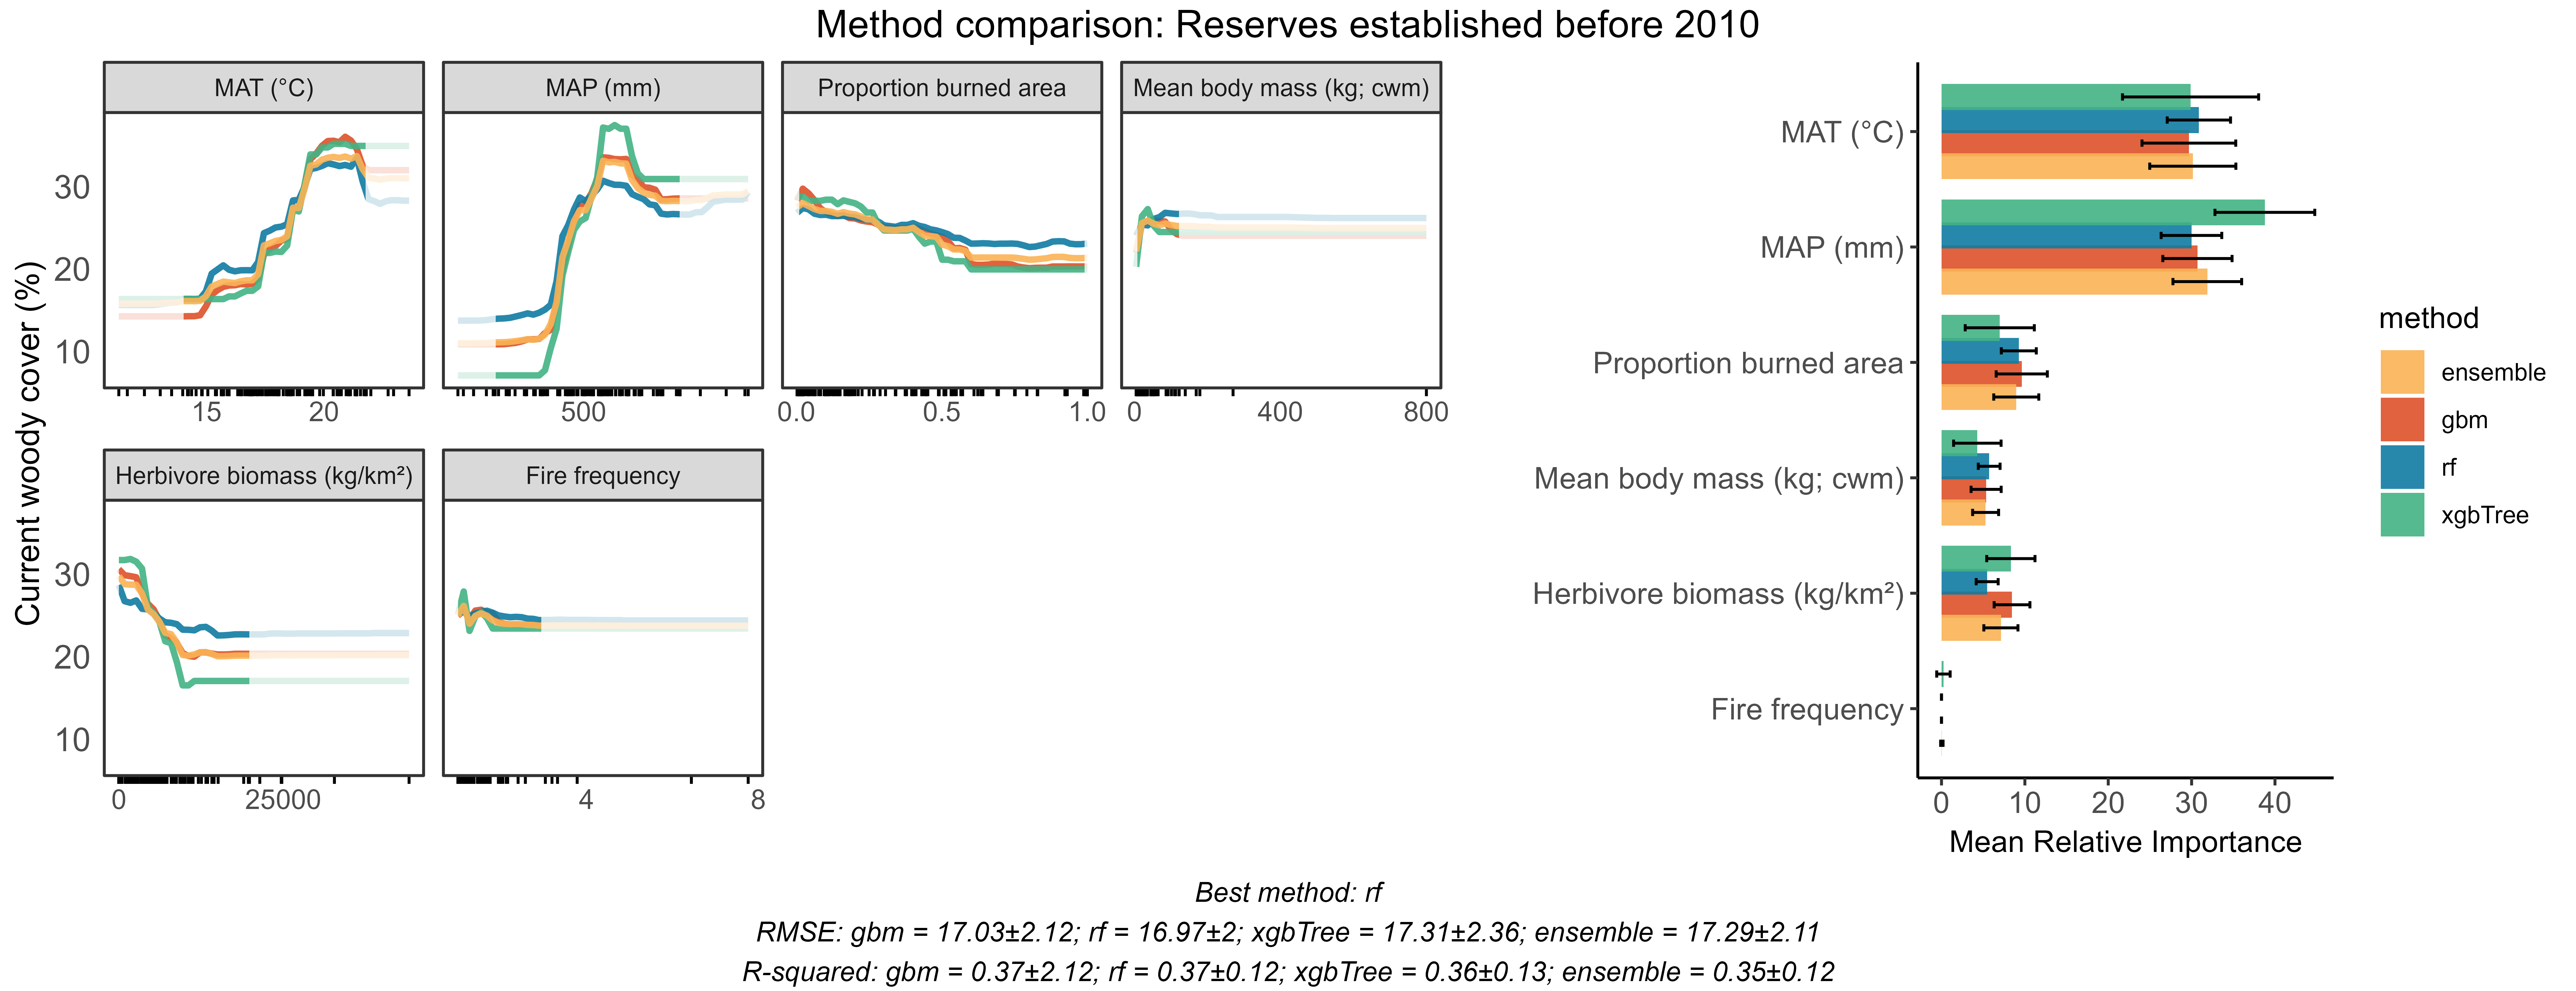 Method comparison: Reserves established before 2010
MAT (°C)
MAP (mm)
Proportion burned area
Mean body mass (kg; cwm)
Current woody cover (%)
30
20
10
15 20
500
0.0 0.5 1.0
0 400 800
Herbivore biomass (kg/km²)
Fire frequency
30
20
10
0 25000
4 8
MAT (°C)
MAP (mm)
Proportion burned area
Mean body mass (kg; cwm)
Herbivore biomass (kg/km²)
Fire frequency
0 10 20 30 40
Mean Relative Importance
method
ensemble
gbm
rf
xgbTree
Best method: rf
RMSE: gbm = 17.03±2.12; rf = 16.97±2; xgbTree = 17.31±2.36; ensemble = 17.29±2.11
R-squared: gbm = 0.37±2.12; rf = 0.37±0.12; xgbTree = 0.36±0.13; ensemble = 0.35±0.12